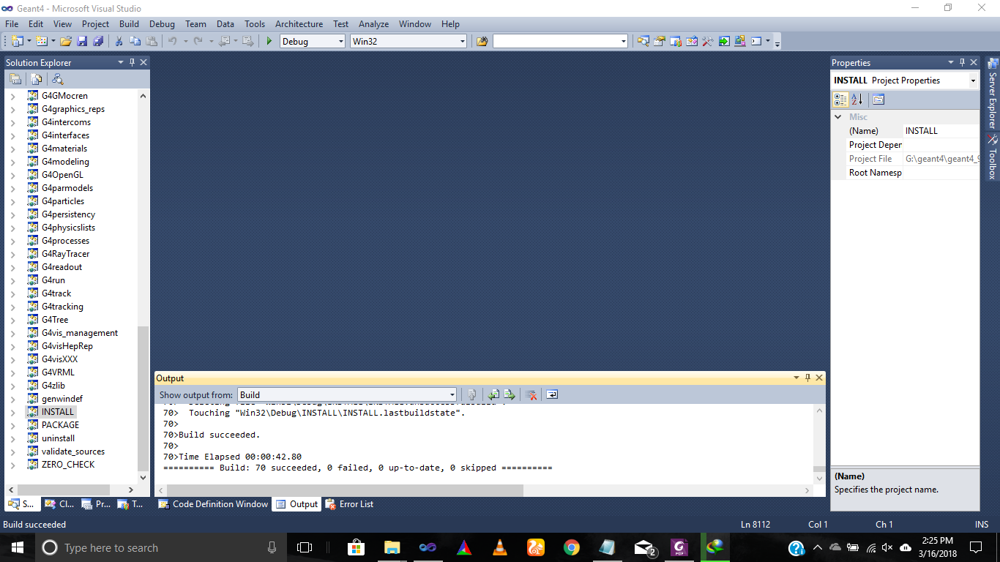 Geant4 - Microsoft Visual Studio
File Edit View Project Build Debug Team Data Tools Architecture Test Analyze Window Help
Debug
Win32
Solution Explorer
G4GMocren
G4graphics_reps
G4intercoms
G4interfaces
G4materials
G4modeling
G4OpenGL
G4parmodels
G4particles
G4persistency
G4physicslists
G4processes
G4RayTracer
G4readout
G4run
G4track
G4tracking
G4Tree
G4vis_management
G4visHepRep
G4visXXX
G4VRML
G4zlib
genwindef
INSTALL
PACKAGE
uninstall
validate_sources
ZERO_CHECK
S... Cl... Pr... T...
Output
Show output from: Build
70>  Touching "Win32\Debug\INSTALL\INSTALL.lastbuildstate".
70>
70>Build succeeded.
70>
70>Time Elapsed 00:00:42.80
========== Build: 70 succeeded, 0 failed, 0 up-to-date, 0 skipped ==========
Code Definition Window Output Error List
Properties
INSTALL Project Properties
Misc
(Name) INSTALL
Project Deper
Project File G:\geant4\geant4_9
Root Namesp
(Name)
Specifies the project name.
Server Explorer
Toolbox
Build succeeded Ln 8112 Col 1 Ch 1 INS
Type here to search
2
PDF
2:25 PM
3/16/2018